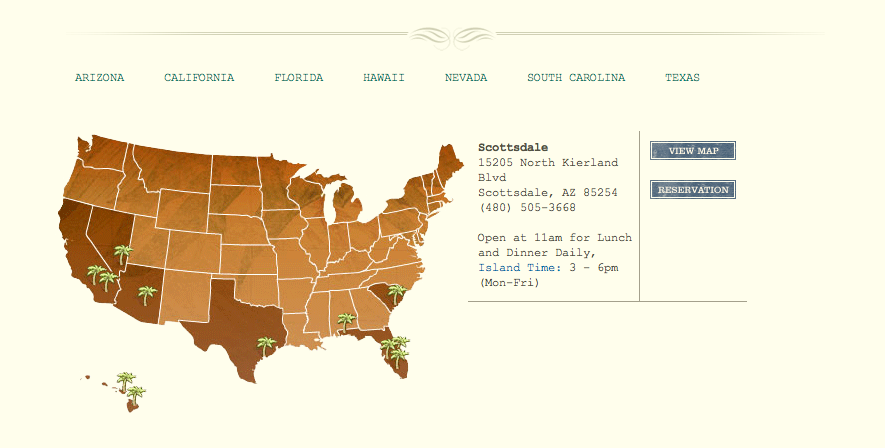 ARIZONA CALIFORNIA FLORIDA HAWAII NEVADA SOUTH CAROLINA TEXAS
Scottsdale
15205 North Kierland
Blvd
Scottsdale, AZ 85254
(480) 505-3668
Open at 11am for Lunch
and Dinner Daily,
Island Time: 3 - 6pm
(Mon-Fri)
VIEW MAP
RESERVATION